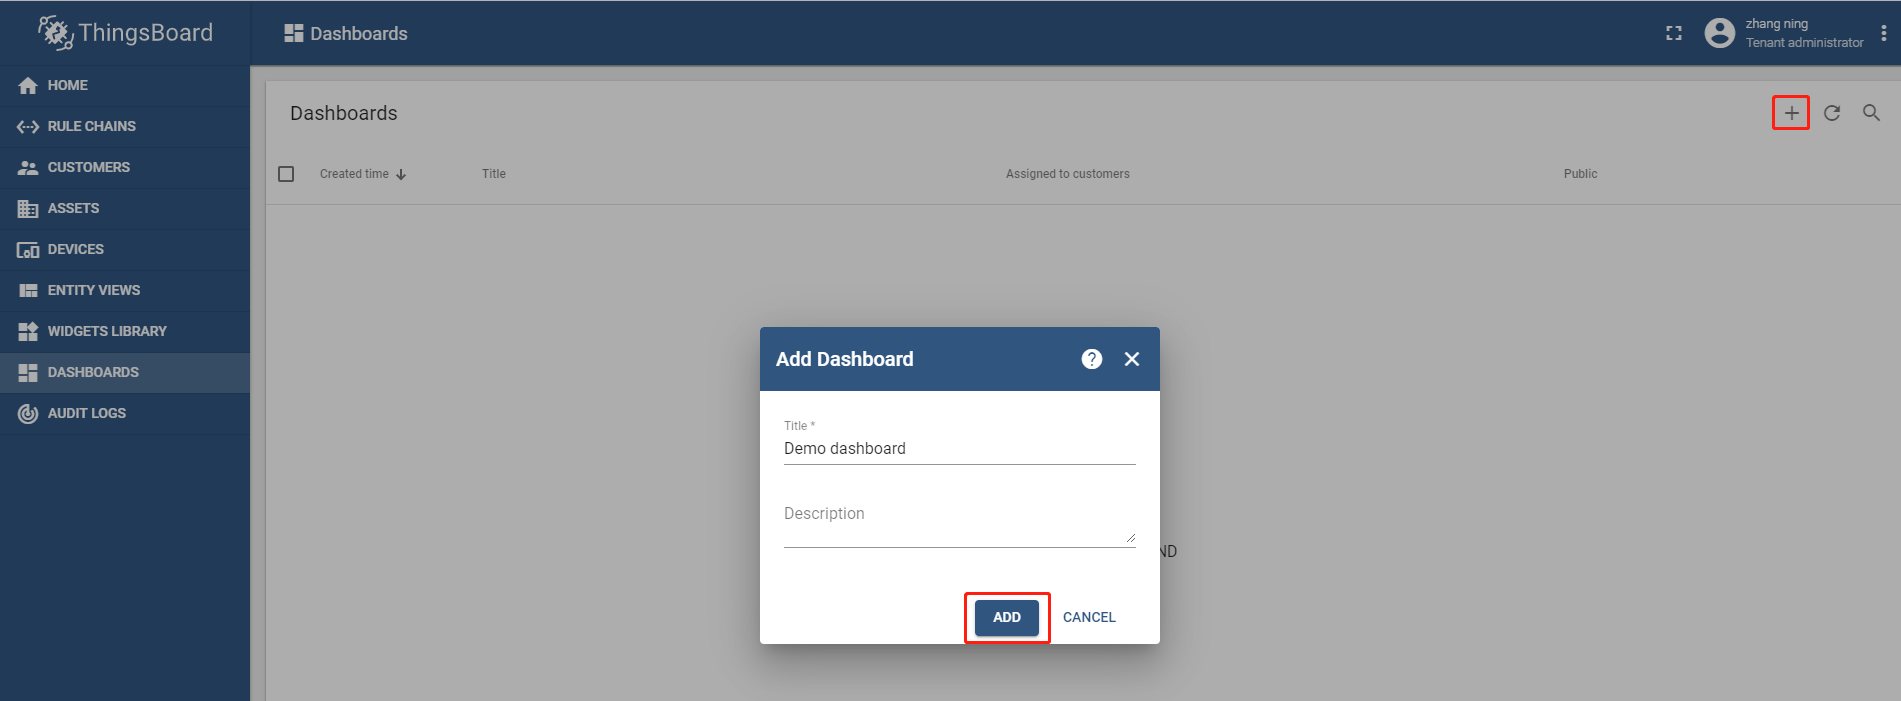 ThingsBoard
Dashboards
zhang ning
Tenant administrator
HOME
RULE CHAINS
CUSTOMERS
ASSETS
DEVICES
ENTITY VIEWS
WIDGETS LIBRARY
DASHBOARDS
AUDIT LOGS
Dashboards
Created time Title Assigned to customers Public
Add Dashboard
Title *
Demo dashboard
Description
ND
ADD CANCEL